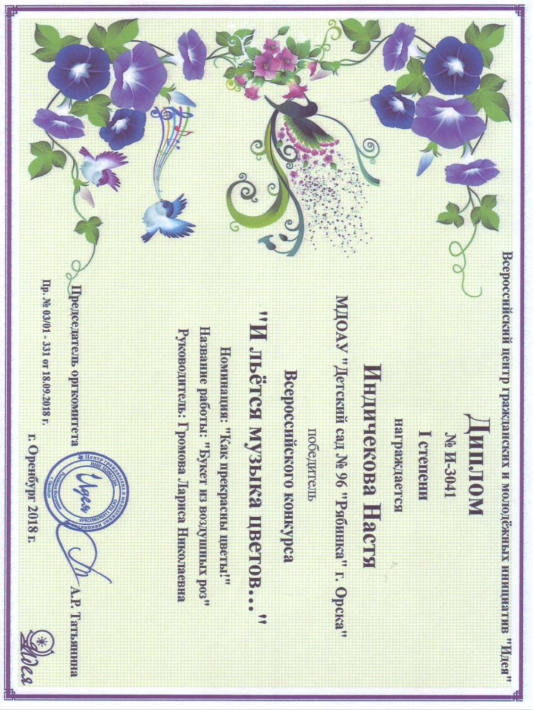 Всероссийский центр гражданских и молодёжных инициатив "Идея"
Диплом
№ И-3041
I степени
награждается
Индичекова Настя
МДОАУ "Детский сад № 96 "Рябинка" г. Орска"
победитель
Всероссийского конкурса
"И льётся музыка цветов..."
Номинация: "Как прекрасны цветы!"
Название работы: "Букет из воздушных роз"
Руководитель: Громова Лариса Николаевна
Председатель оргкомитета А.Р. Татьянина
Идея
Пр. № 03/01 - 331 от 18.09.2018 г.
г. Оренбург 2018 г.
Идея